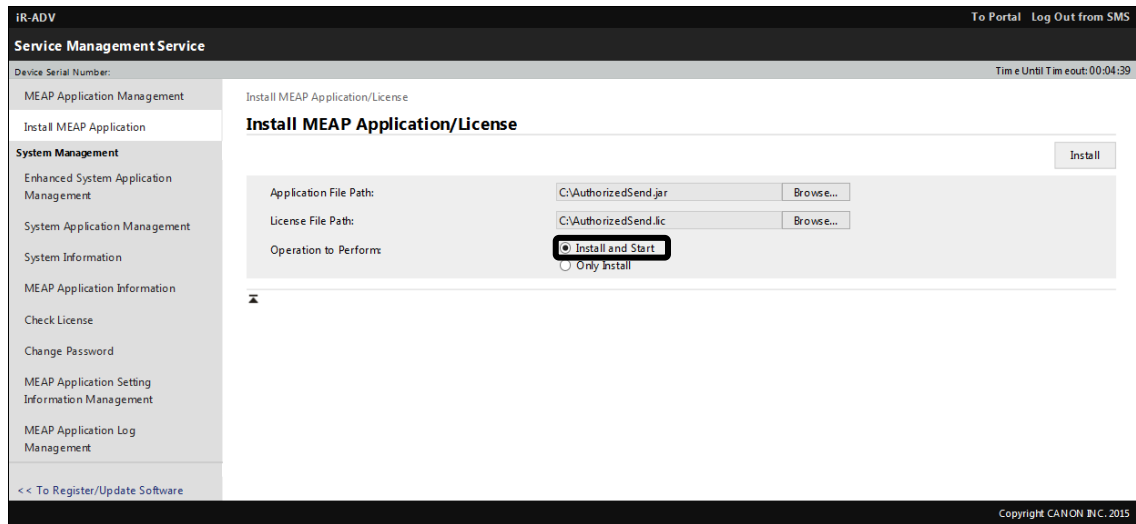 iR-ADV To Portal Log Out from SMS
Service Management Service
Device Serial Number: Time Until Timeout: 00:04:39
MEAP Application Management
Install MEAP Application
System Management
Enhanced System Application
Management
System Application Management
System Information
MEAP Application Information
Check License
Change Password
MEAP Application Setting
Information Management
MEAP Application Log
Management
<< To Register/Update Software
Install MEAP Application/License
Install MEAP Application/License
Install
Application File Path: C:\AuthorizedSend.jar Browse...
License File Path: C:\AuthorizedSend.lic Browse...
Operation to Perform: Install and Start
Only Install
Copyright CANON INC. 2015